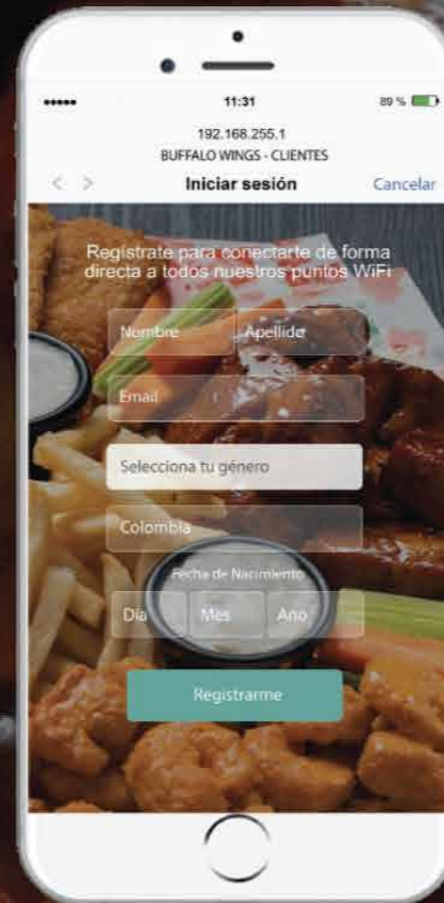 11:31
89 %
192.168.255.1
BUFFALO WINGS - CLIENTES
< > Iniciar sesión Cancelar
Regístrate para conectarte de forma
directa a todos nuestros puntos WiFi
Nombre Apellido
Email
Selecciona tu género
Colombia
Fecha de Nacimiento
Día Mes Año
Registrarme